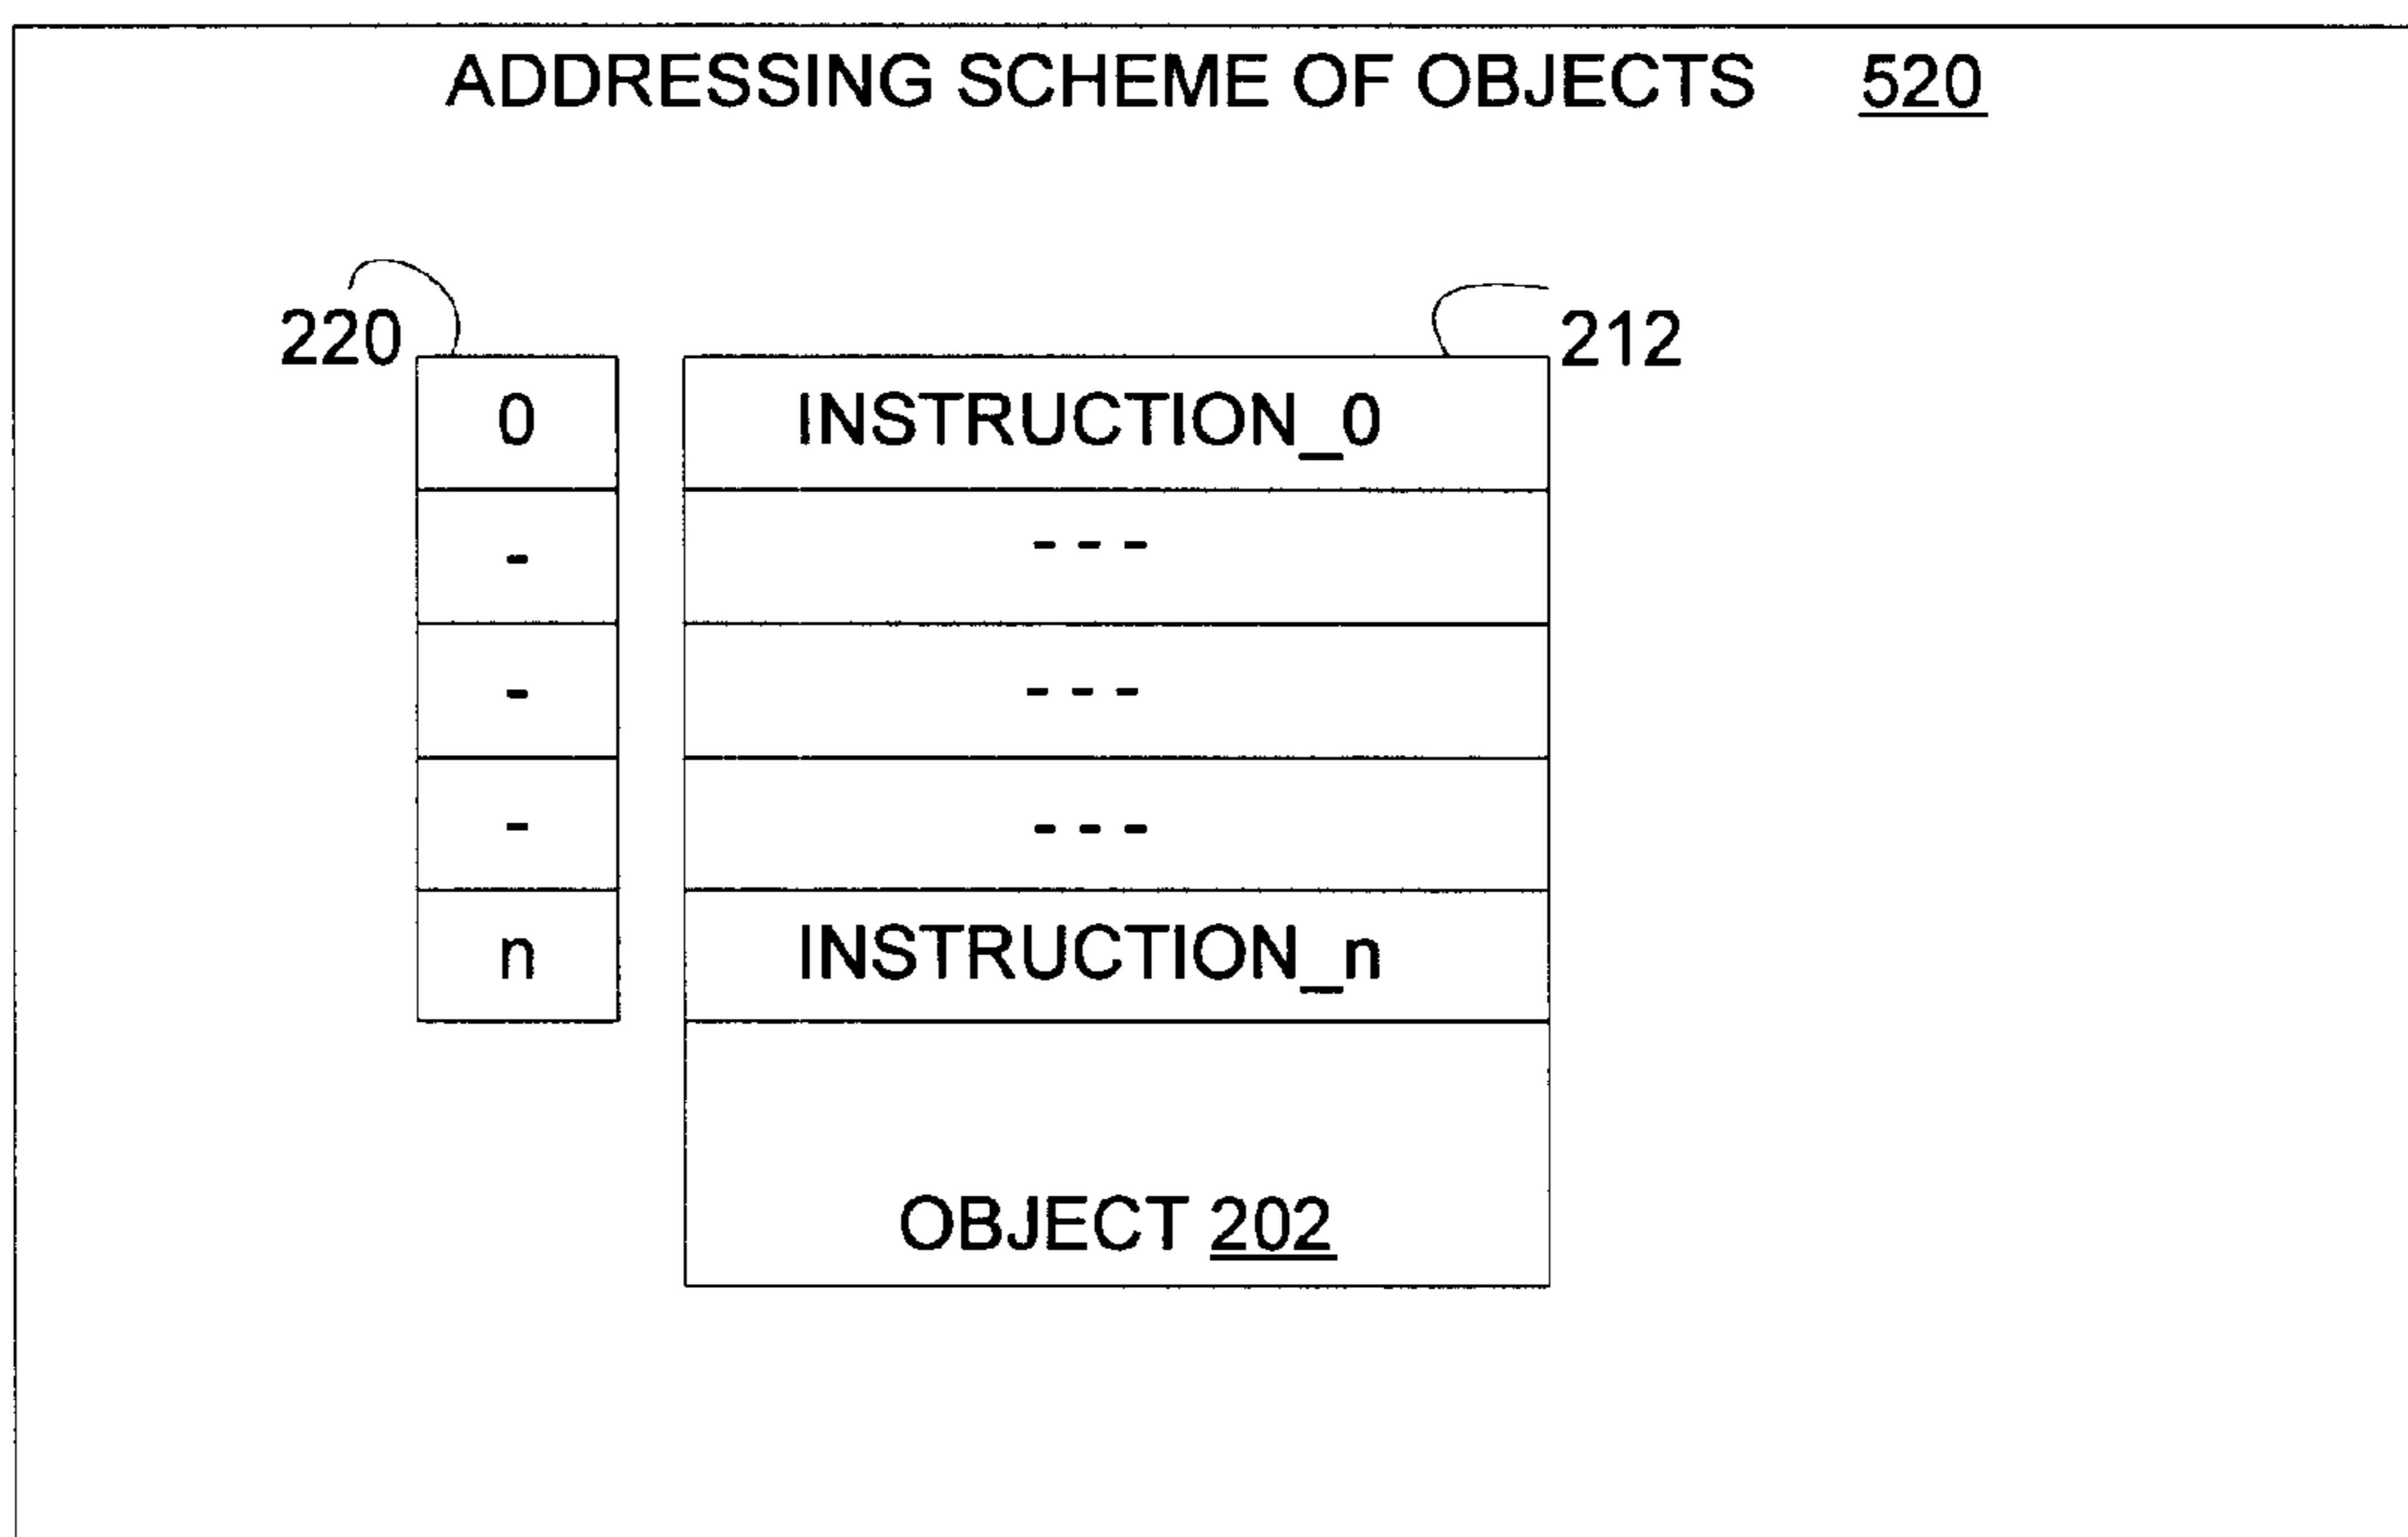 ADDRESSING SCHEME OF OBJECTS 520
220
212
0 INSTRUCTION_0
- - - -
- - - -
- - - -
n INSTRUCTION_n
OBJECT 202